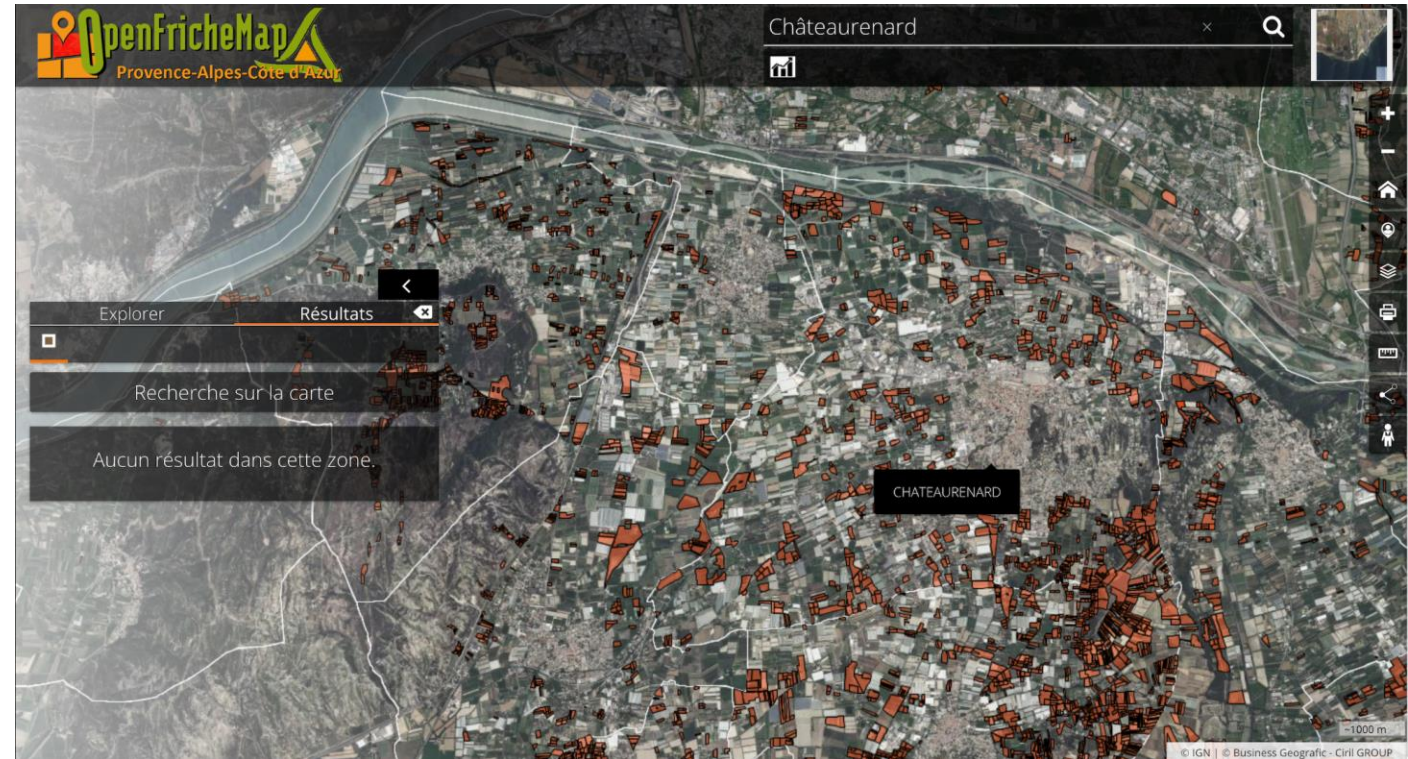 OpenFricheMap
Provence-Alpes-Côte d'Azur
Châteaurenard ×
Explorer Résultats
Recherche sur la carte
Aucun résultat dans cette zone.
CHATEAURENARD
~1000 m
© IGN | © Business Geografic - Ciril GROUP